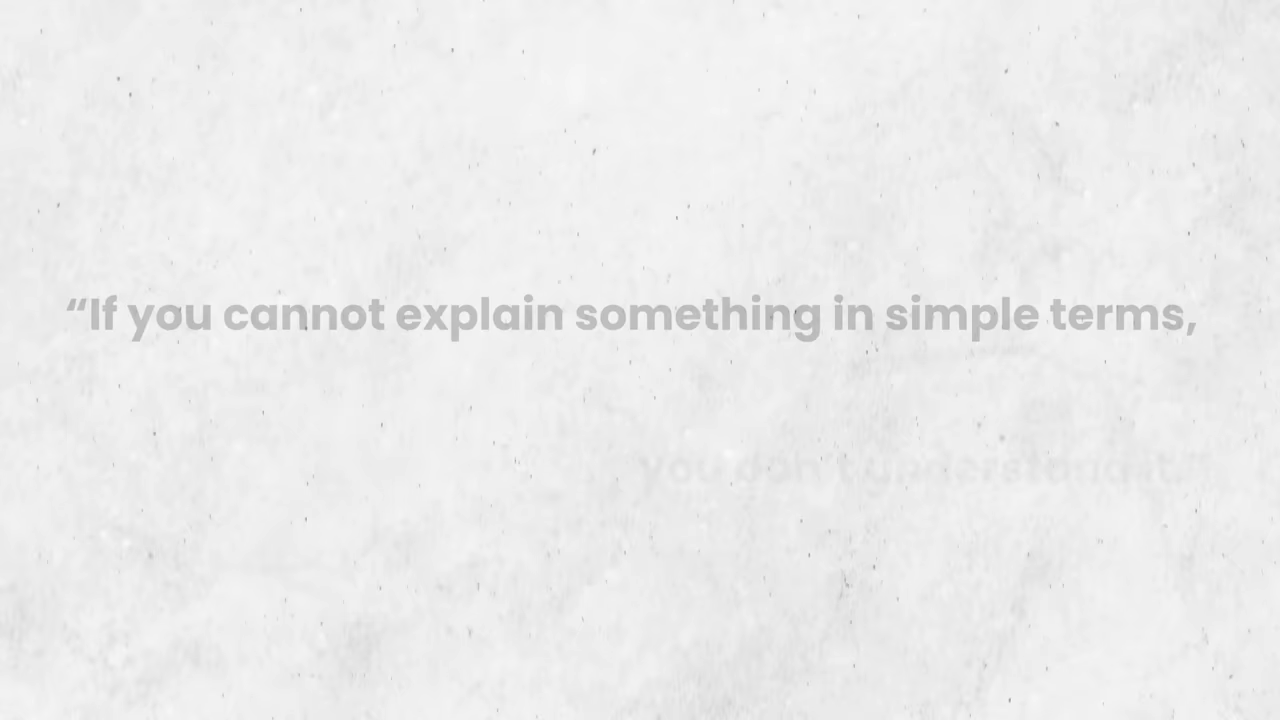 “If you cannot explain something in simple terms,
you don’t understand it.”